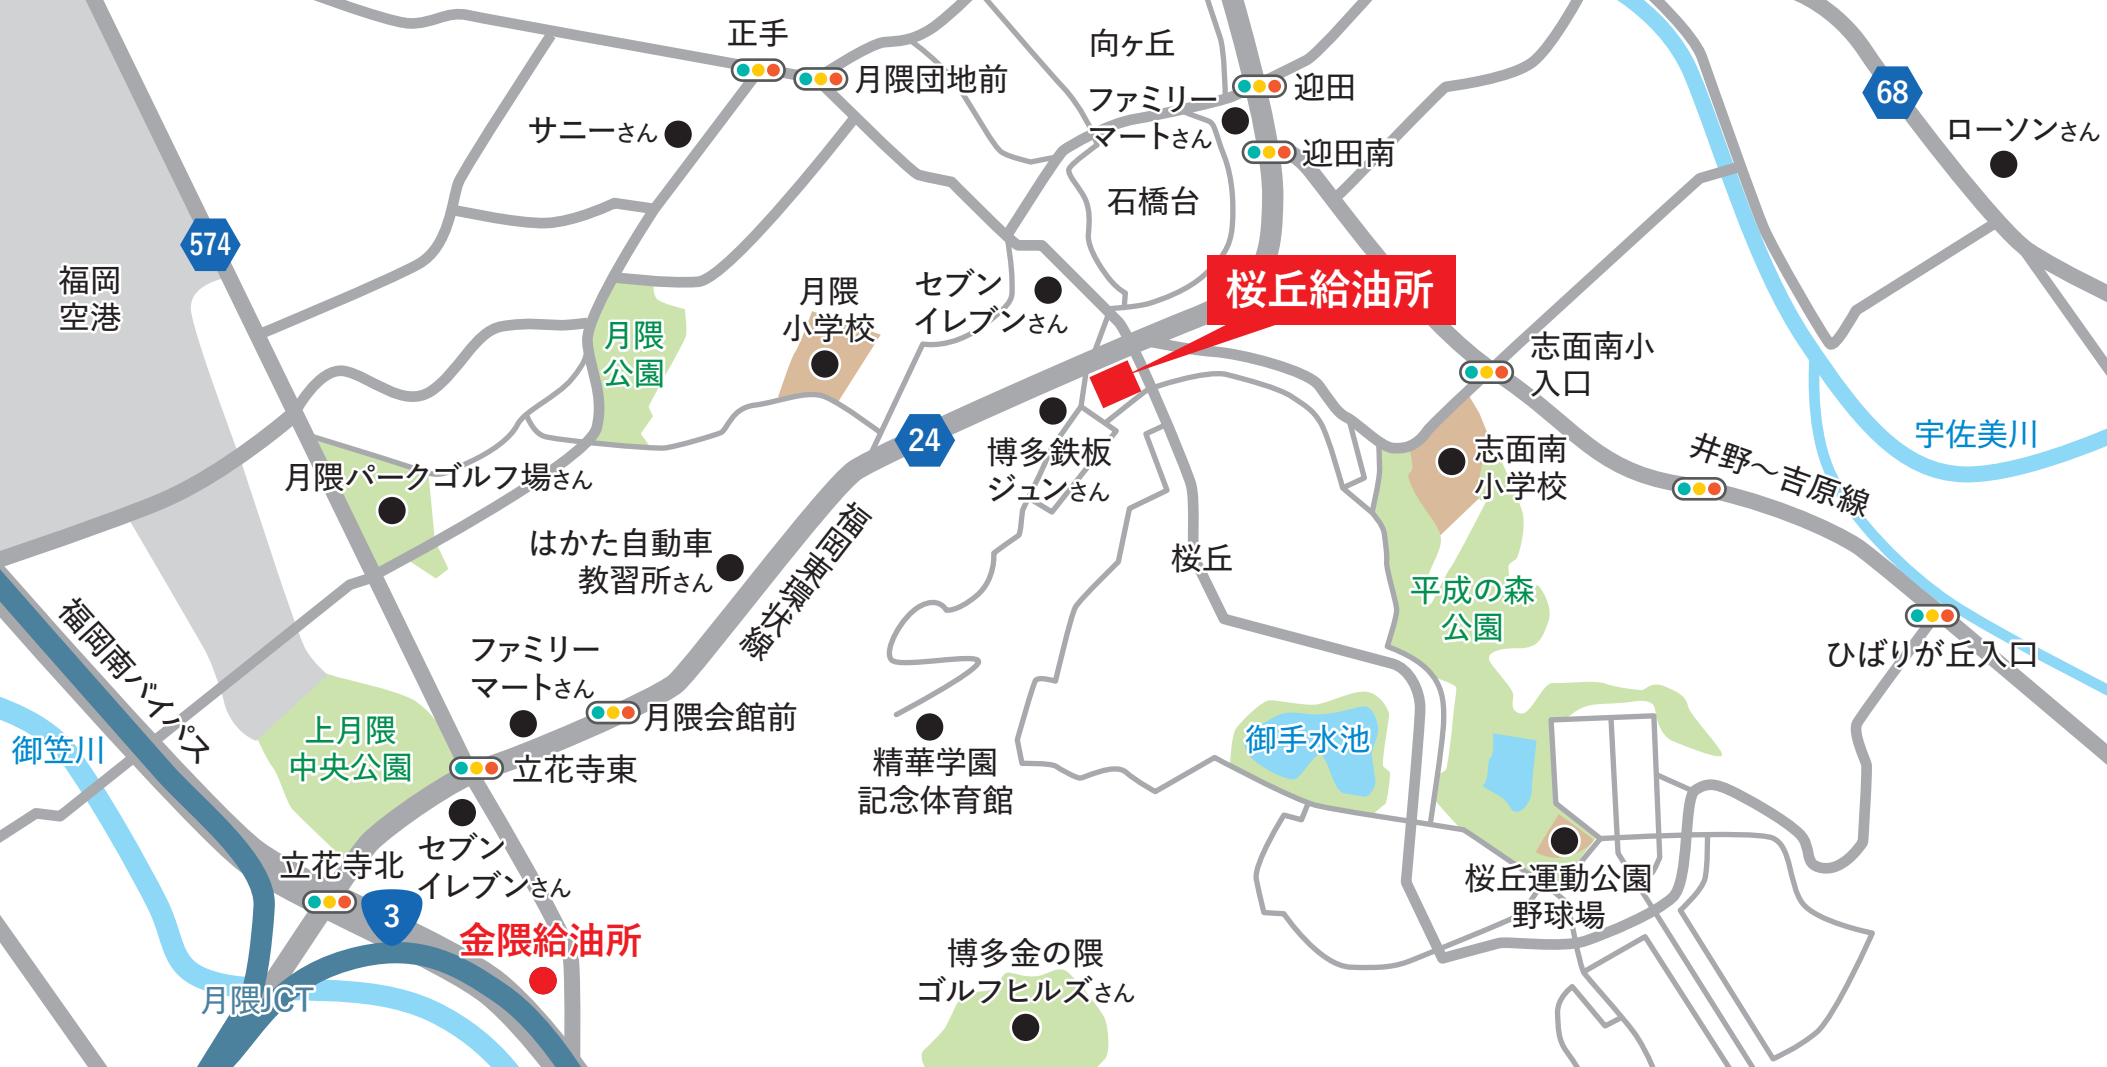 正手
月隈団地前
向ヶ丘
ファミリー
マートさん
迎田
迎田南
68
ローソンさん
サニーさん
石橋台
574
福岡
空港
月隈
小学校
セブン
イレブンさん
桜丘給油所
月隈
公園
志面南小
入口
24
博多鉄板
ジュンさん
宇佐美川
井野～吉原線
志面南
小学校
月隈パークゴルフ場さん
はかた自動車
教習所さん
福岡東環状線
桜丘
平成の森
公園
福岡南バイパス
ファミリー
マートさん
月隈会館前
ひばりが丘入口
御笠川
上月隈
中央公園
立花寺東
精華学園
記念体育館
御手水池
立花寺北
セブン
イレブンさん
3
金隈給油所
桜丘運動公園
野球場
月隈JCT
博多金の隈
ゴルフヒルズさん